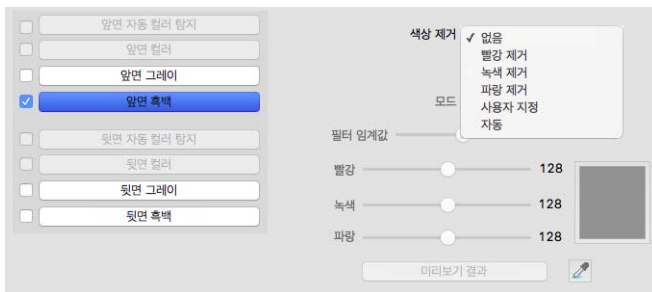 앞면 자동 컬러 탐지
앞면 컬러
앞면 그레이
앞면 흑백
뒷면 자동 컬러 탐지
뒷면 컬러
뒷면 그레이
뒷면 흑백
색상 제거
✓ 없음
빨강 제거
녹색 제거
파랑 제거
사용자 지정
자동
모드
필터 임계값
빨강 128
녹색 128
파랑 128
미리보기 결과